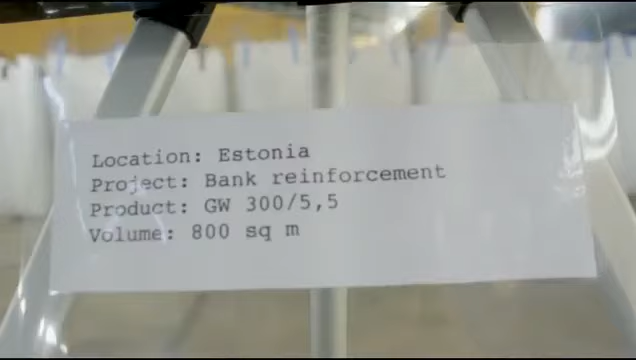 Location: Estonia
Project: Bank reinforcement
Product: GW 300/5,5
Volume: 800 sq m